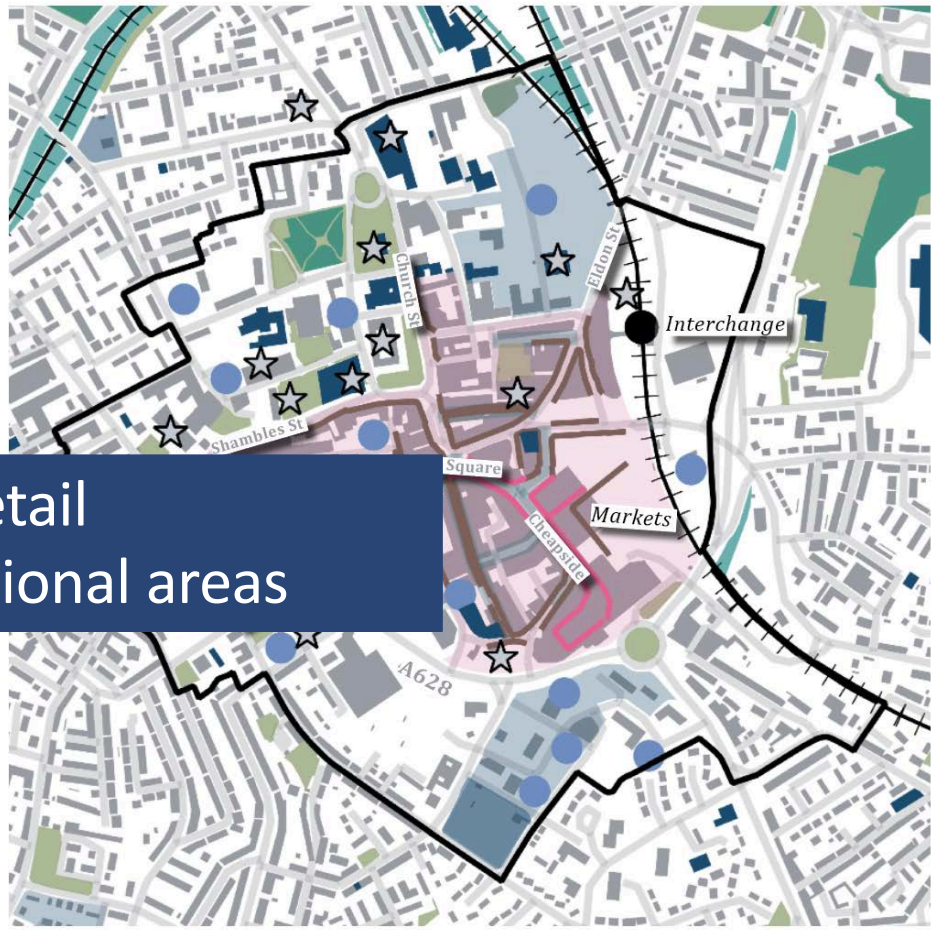 Church St
Eldon St
Interchange
Shambles St
Square
etail
Markets
Cheapside
ional areas
A628